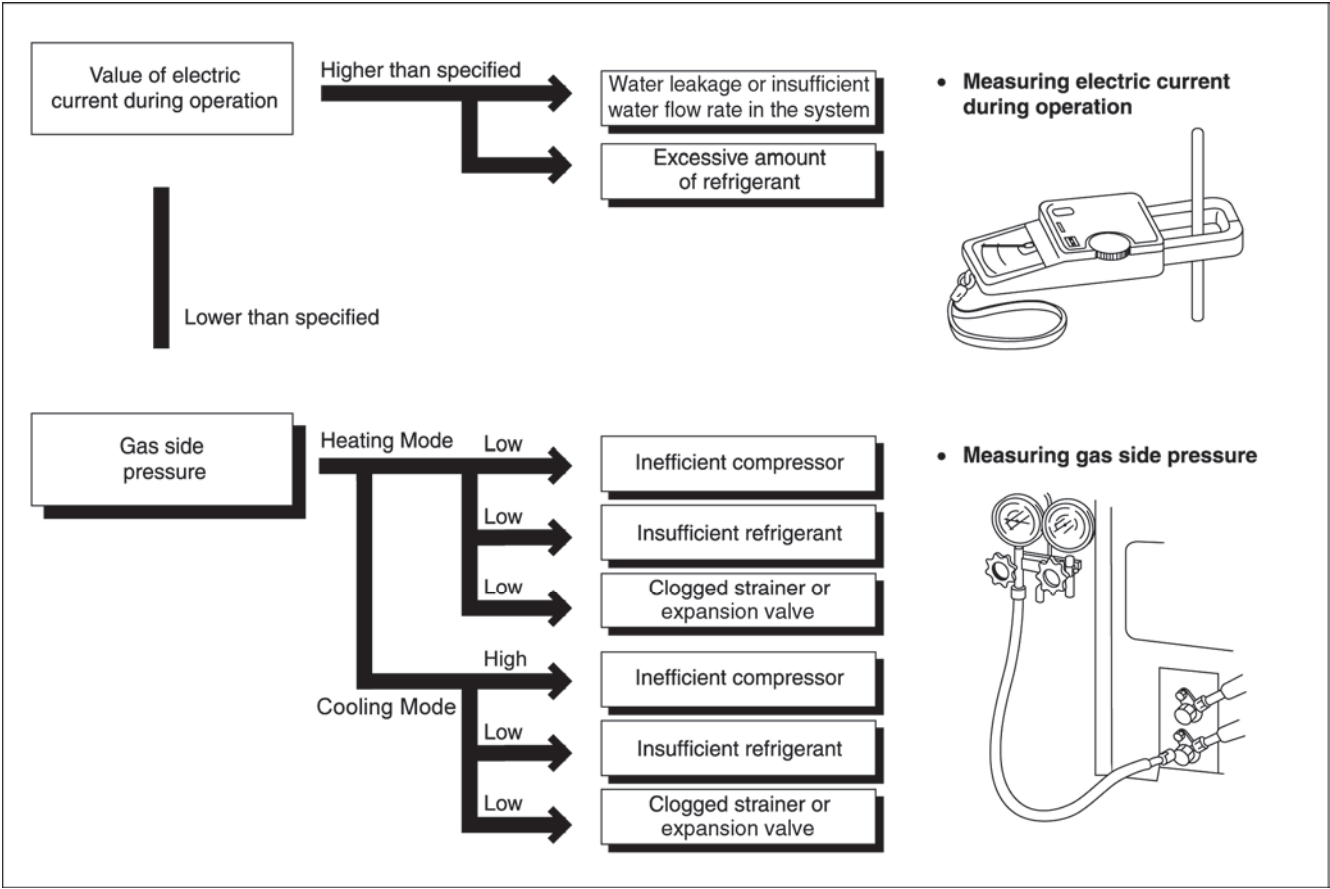 Value of electric
current during operation
Higher than specified
Water leakage or insufficient
water flow rate in the system
Excessive amount
of refrigerant
• Measuring electric current
during operation
Lower than specified
Gas side
pressure
Heating Mode
Low
Inefficient compressor
Low
Insufficient refrigerant
Low
Clogged strainer or
expansion valve
Cooling Mode
High
Inefficient compressor
Low
Insufficient refrigerant
Low
Clogged strainer or
expansion valve
• Measuring gas side pressure